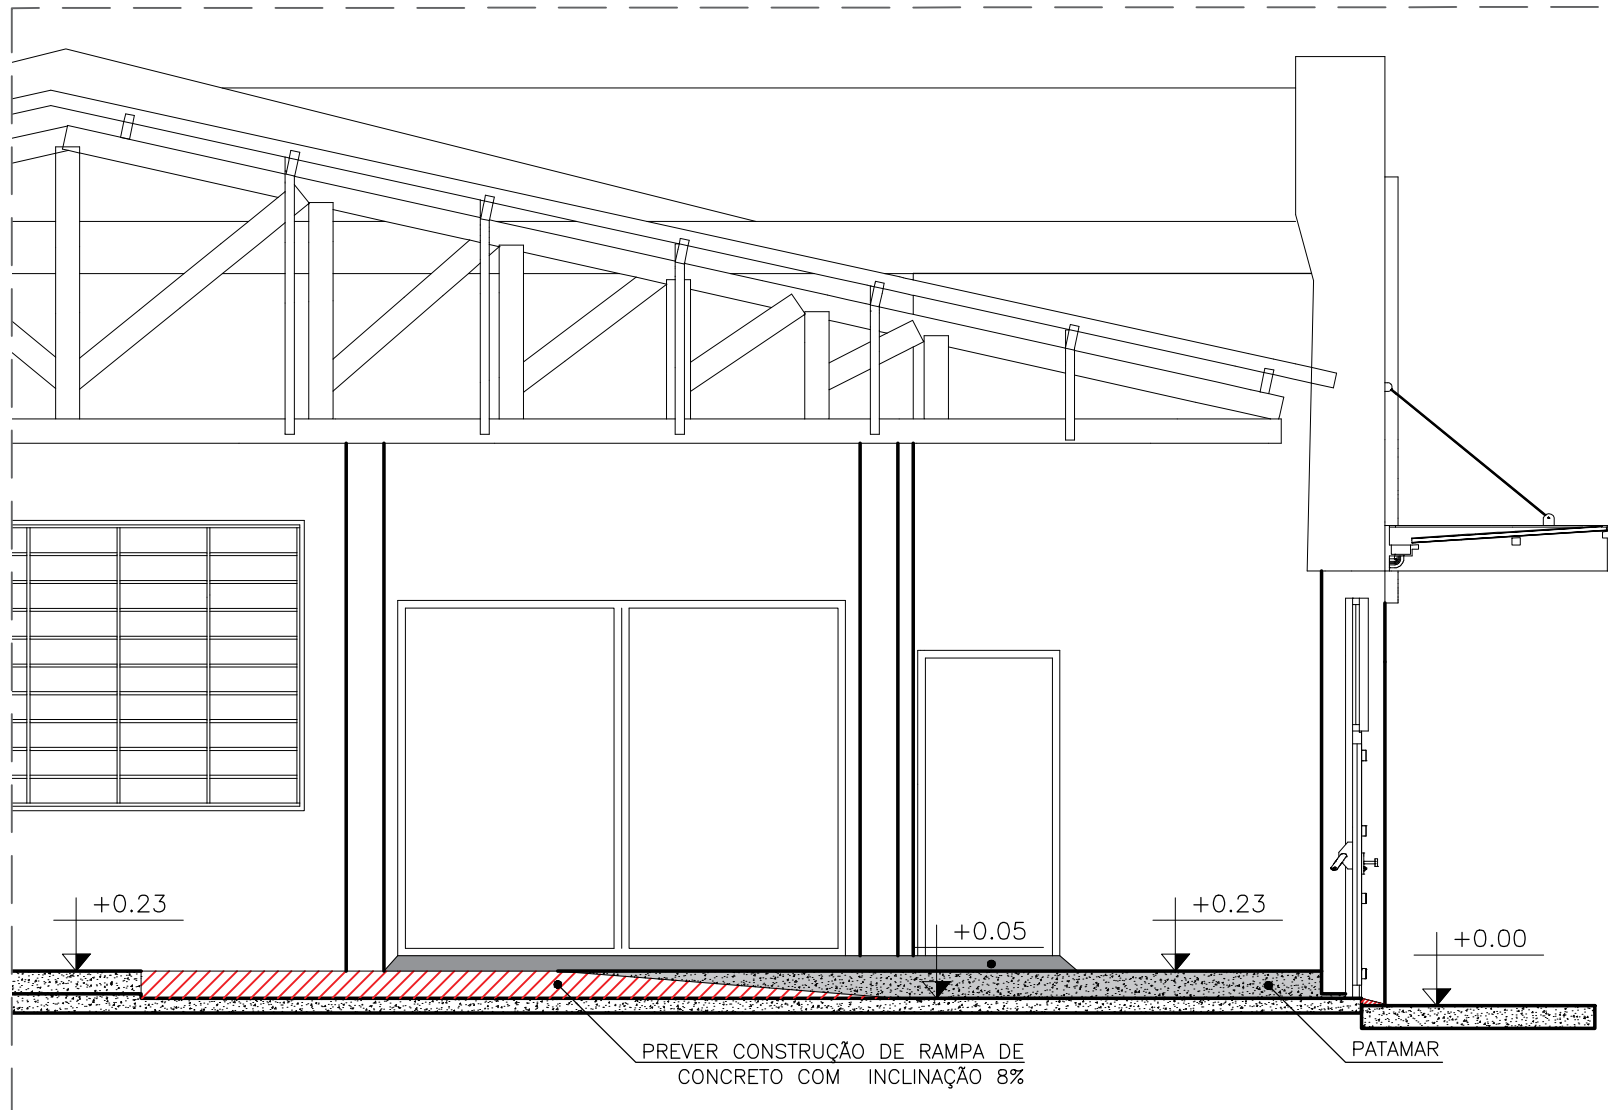 +0.23
+0.05
+0.23
+0.00
PREVER CONSTRUÇÃO DE RAMPA DE
CONCRETO COM INCLINAÇÃO 8%
PATAMAR